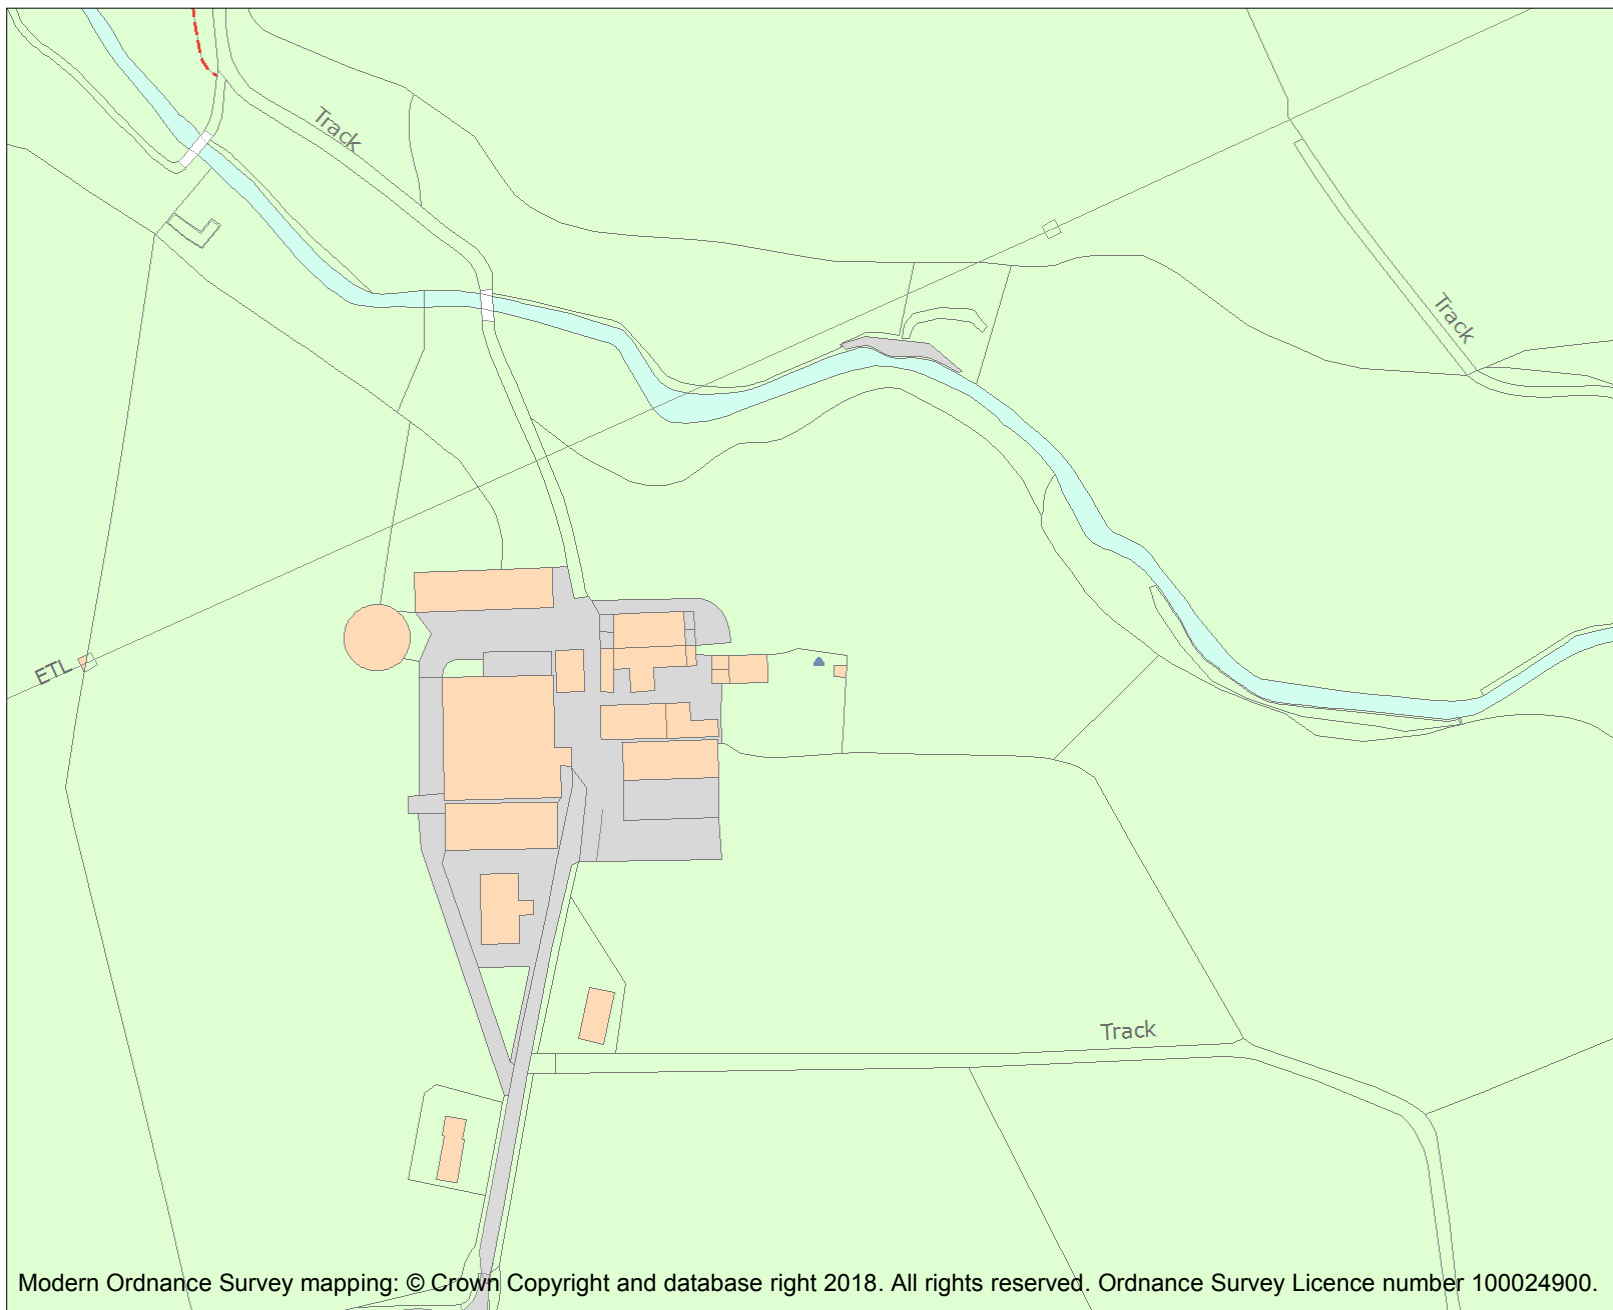 Track
Track
ETL
Track
Modern Ordnance Survey mapping: © Crown Copyright and database right 2018. All rights reserved. Ordnance Survey Licence number 100024900.